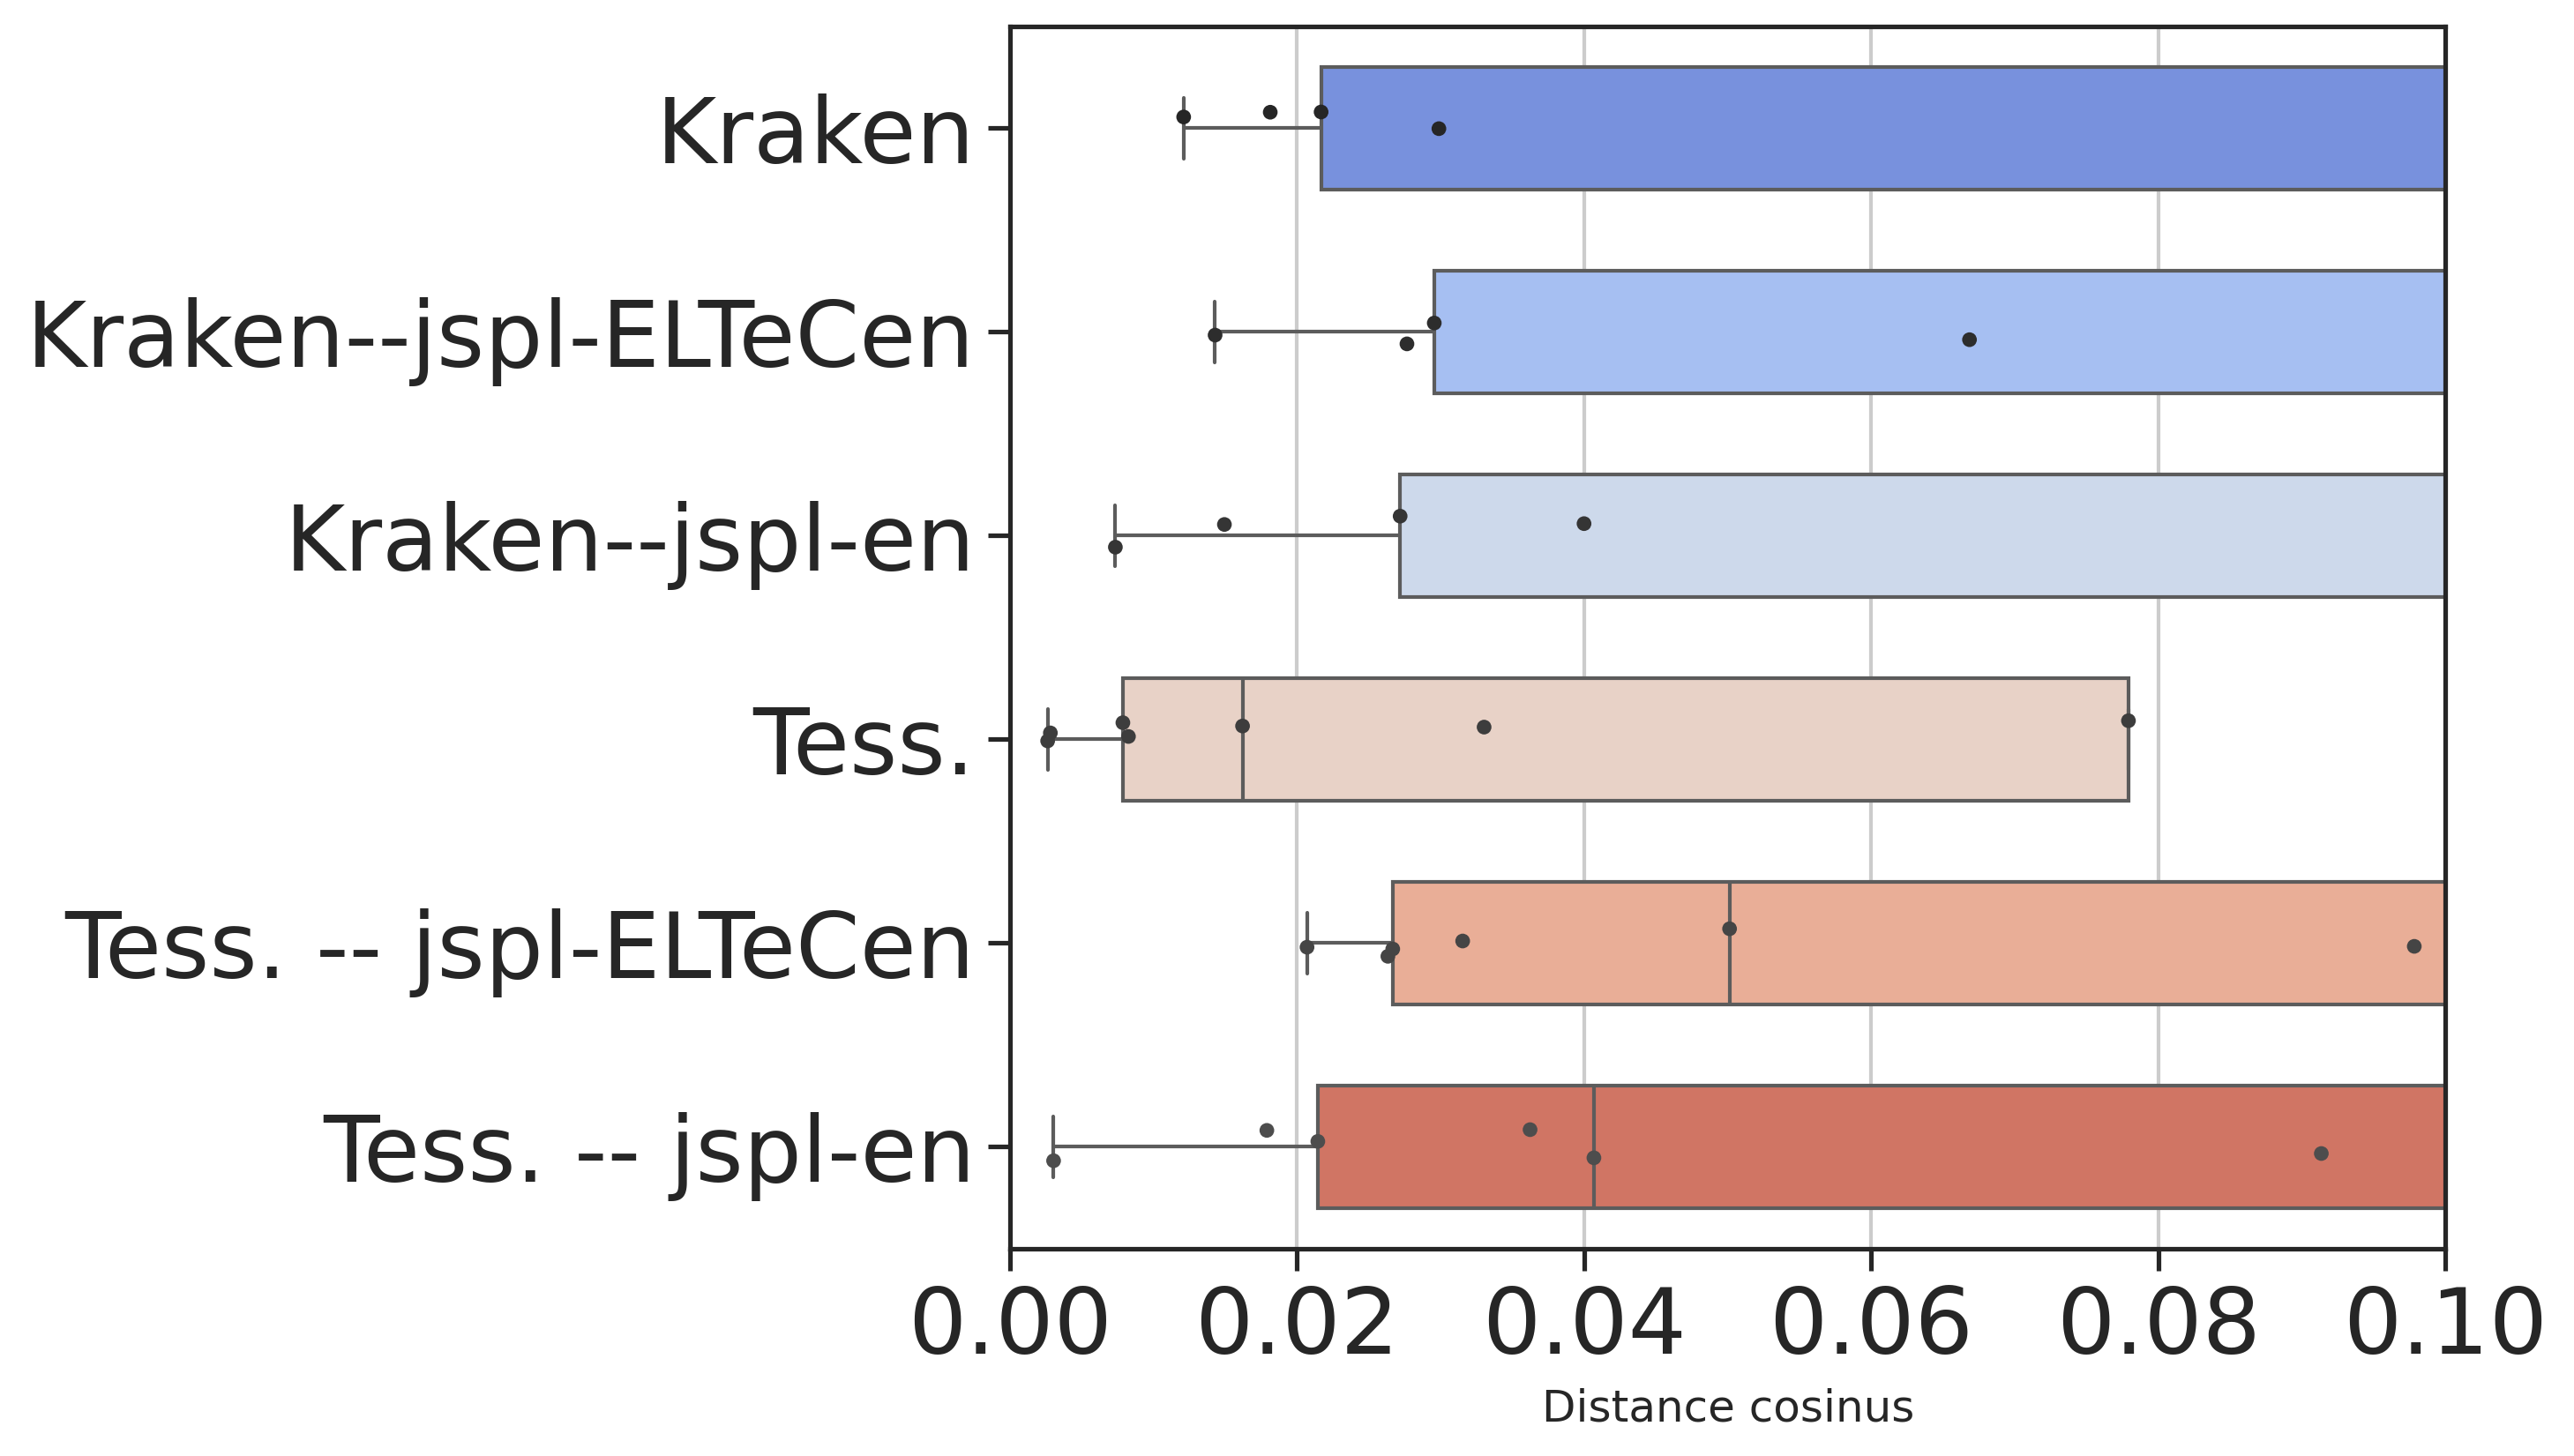 Kraken
Kraken--jspl-ELTeCen
Kraken--jspl-en
Tess.
Tess. -- jspl-ELTeCen
Tess. -- jspl-en
0.00 0.02 0.04 0.06 0.08 0.10
Distance cosinus